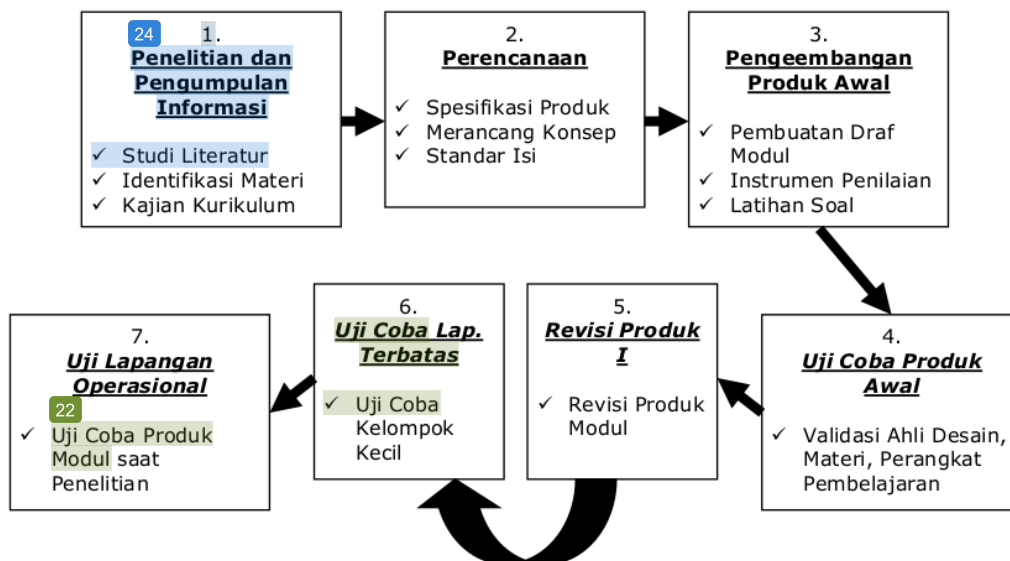 24
1.
Penelitian dan
Pengumpulan
Informasi
✓ Studi Literatur
✓ Identifikasi Materi
✓ Kajian Kurikulum
2.
Perencanaan
✓ Spesifikasi Produk
✓ Merancang Konsep
✓ Standar Isi
3.
Pengeembangan
Produk Awal
✓ Pembuatan Draf
Modul
✓ Instrumen Penilaian
✓ Latihan Soal
4.
Uji Coba Produk
Awal
✓ Validasi Ahli Desain,
Materi, Perangkat
Pembelajaran
5.
Revisi Produk
I
✓ Revisi Produk
Modul
6.
Uji Coba Lap.
Terbatas
✓ Uji Coba
Kelompok
Kecil
7.
Uji Lapangan
Operasional
22
✓ Uji Coba Produk
Modul saat
Penelitian